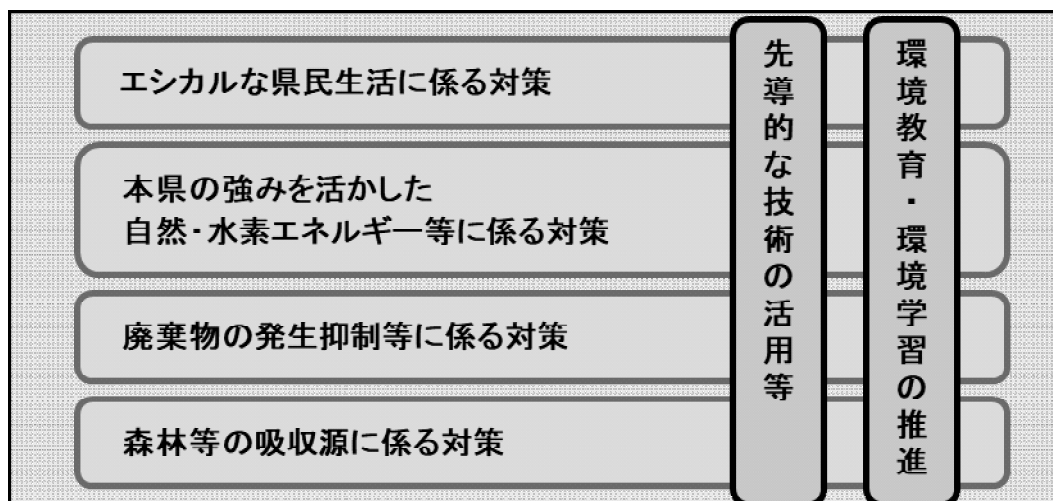 エシカルな県民生活に係る対策
本県の強みを活かした
自然・水素エネルギー等に係る対策
廃棄物の発生抑制等に係る対策
森林等の吸収源に係る対策
先導的な技術の活用等
環境教育・環境学習の推進